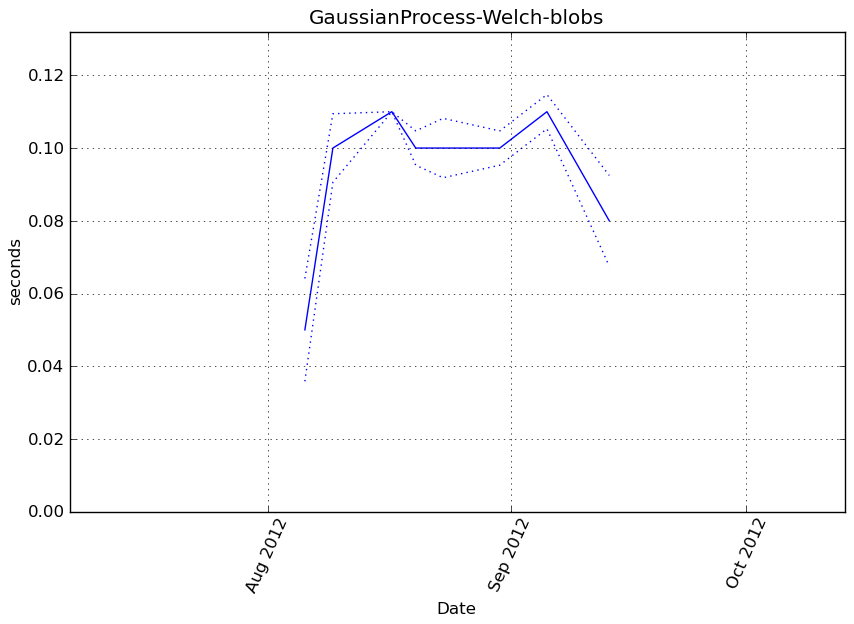 GaussianProcess-Welch-blobs
0.12
0.10
0.08
0.06
0.04
0.02
0.00
seconds
Aug 2012
Sep 2012
Oct 2012
Date